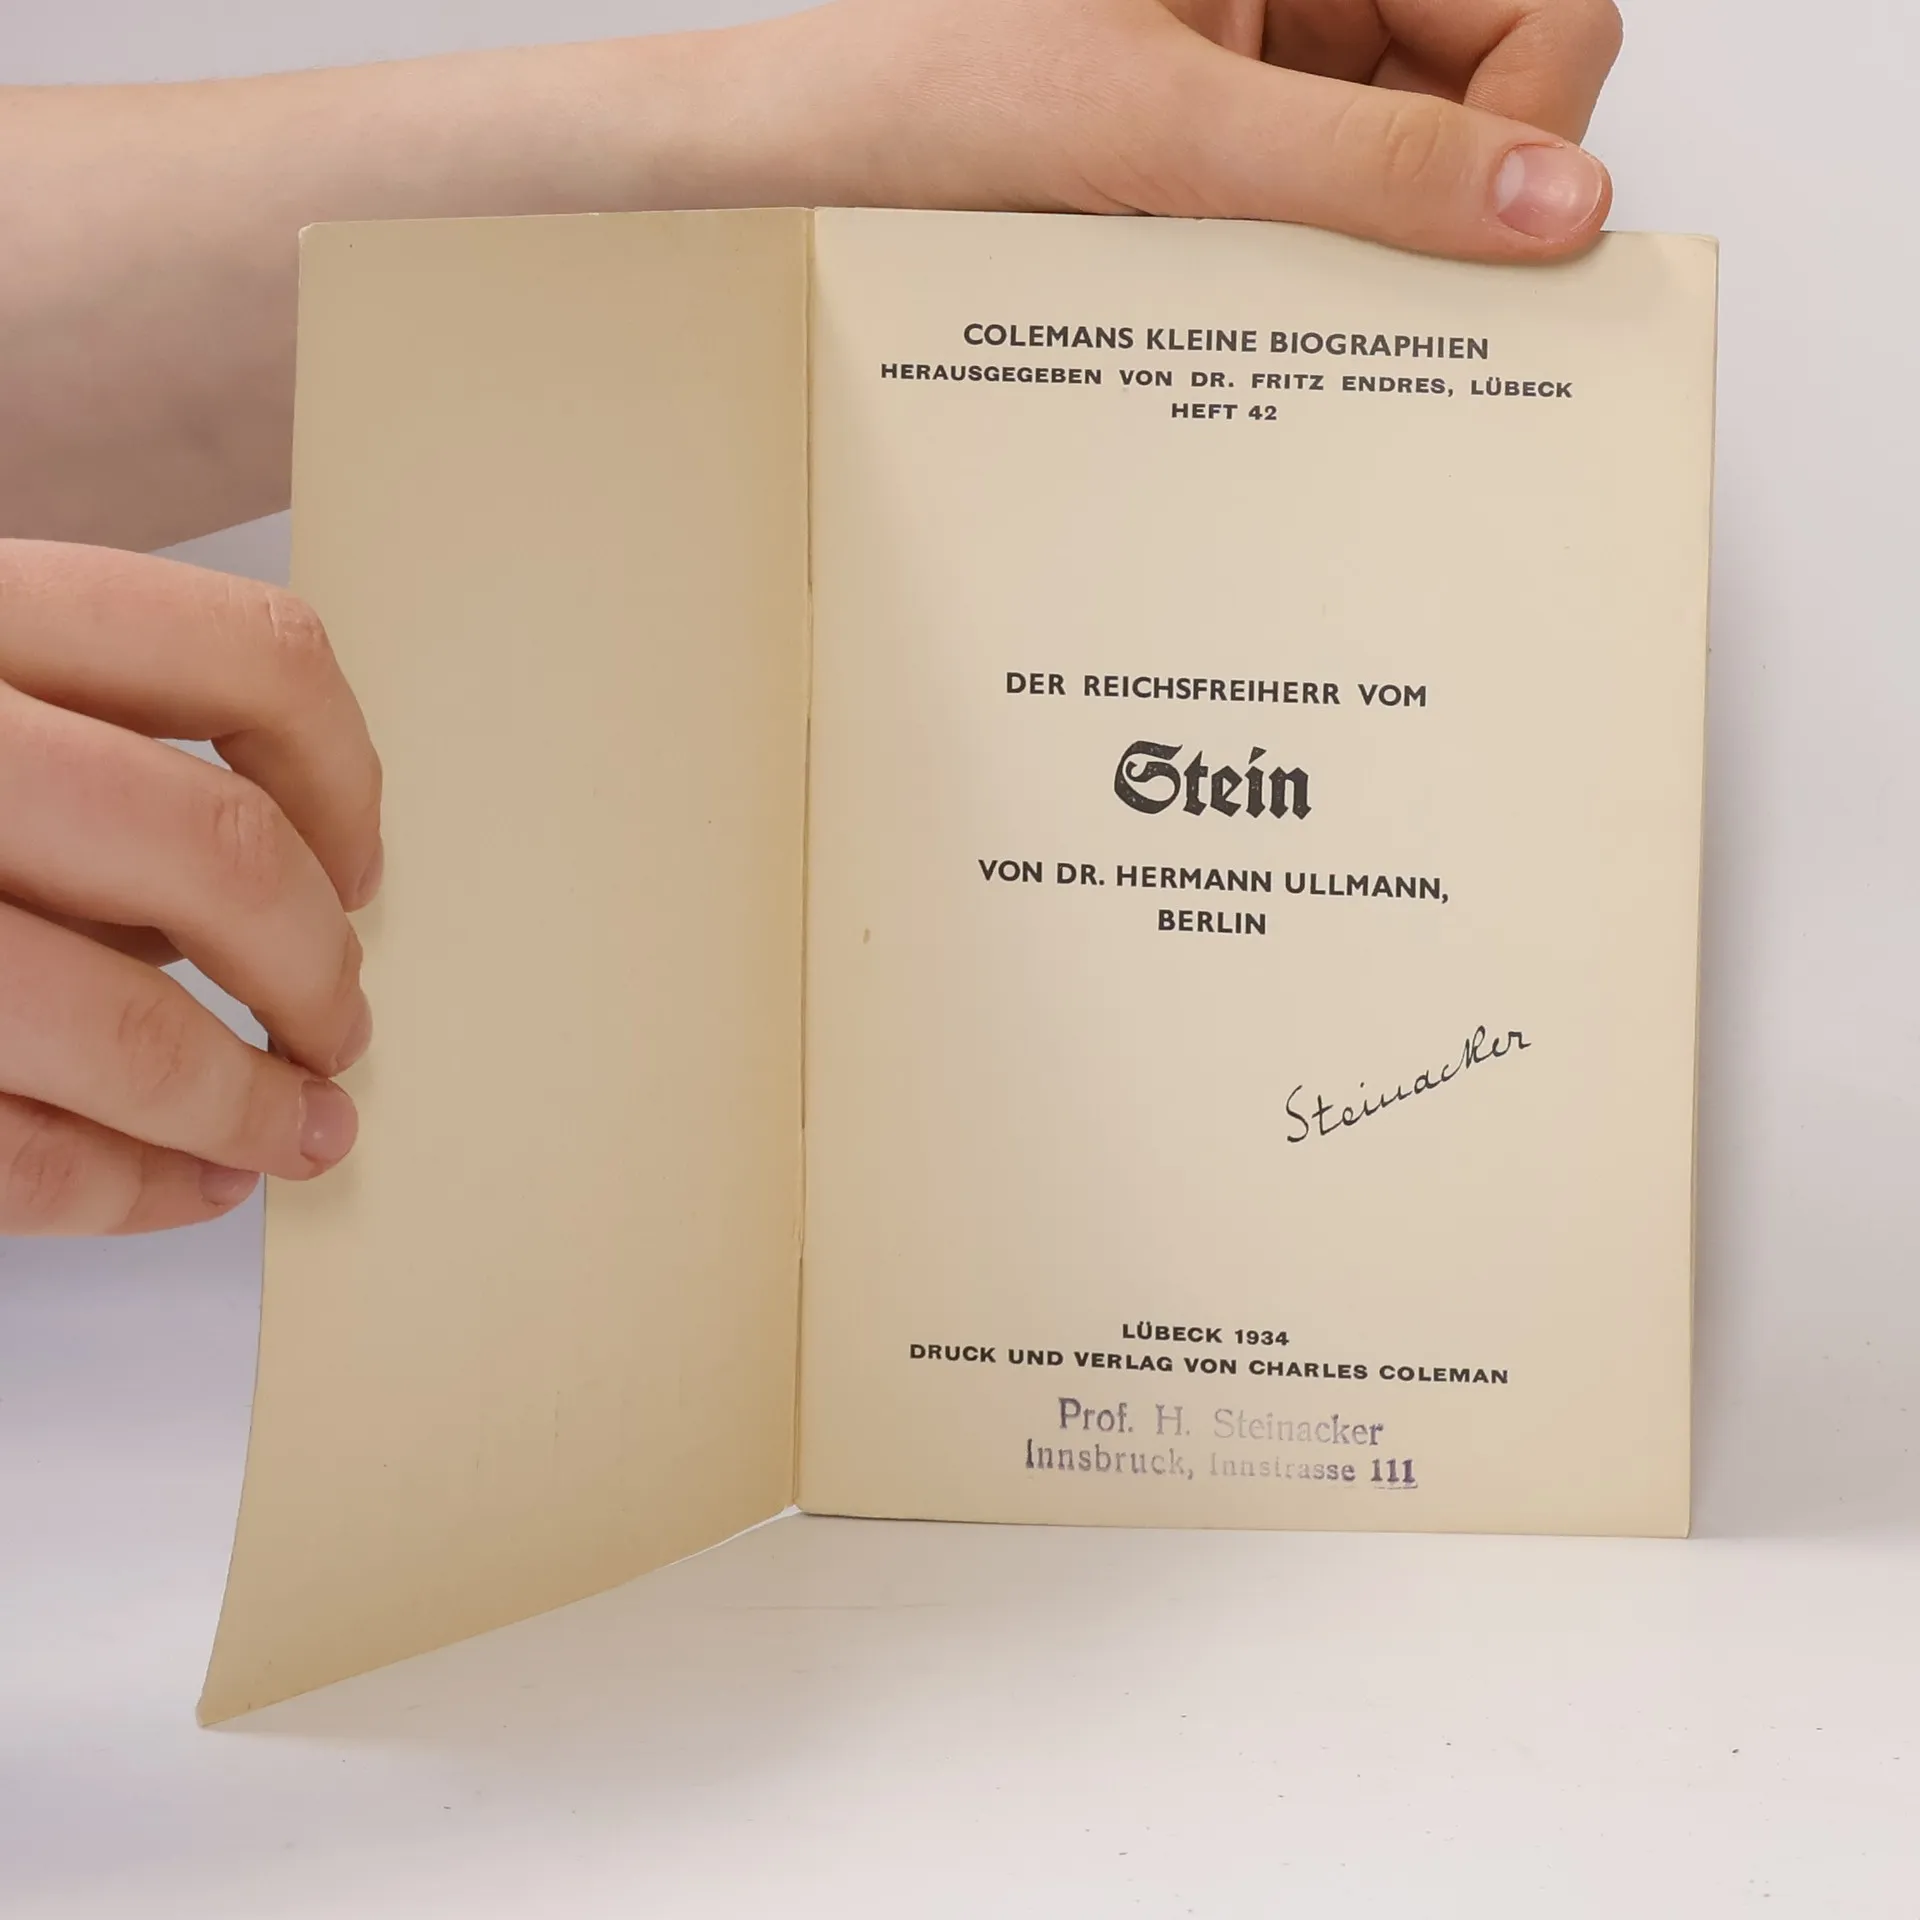 COLEMANS KLEINE BIOGRAPHIEN
HERAUSGEGEBEN VON DR. FRITZ ENDRES, LÜBECK
HEFT 42
DER REICHSFREIHERR VOM
Stein
VON DR. HERMANN ULLMANN,
BERLIN
Steinacker
LÜBECK 1934
DRUCK UND VERLAG VON CHARLES COLEMAN
Prof. H. Steinacker
Innsbruck, Innstrasse 111